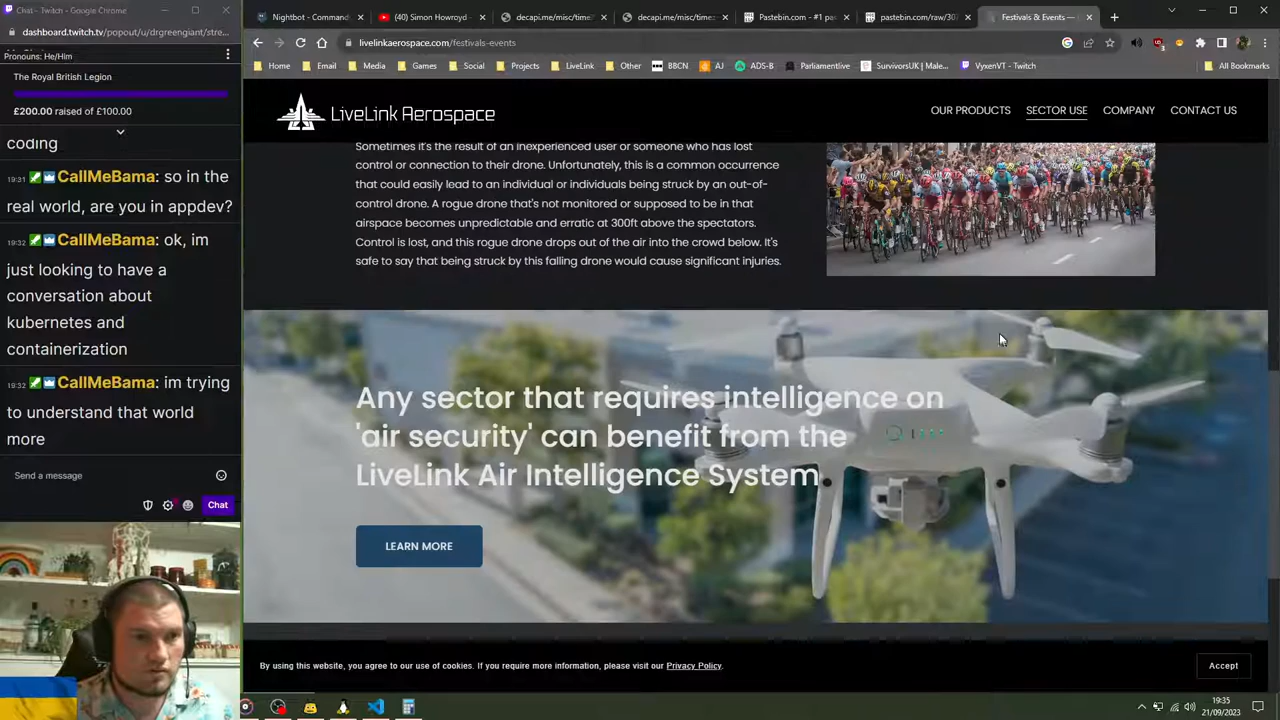 Chat - Twitch - Google Chrome
dashboard.twitch.tv/popout/u/drgreengiant/stre...
Pronouns: He/Him
The Royal British Legion
£200.00 raised of £100.00
coding
19:31 CallMeBama: so in the
real world, are you in appdev?
19:32 CallMeBama: ok, im
just looking to have a
conversation about
kubernetes and
containerization
19:32 CallMeBama: im trying
to understand that world
more
Send a message
Chat
Nightbot - Command
(40) Simon Howroyd -
decapi.me/misc/time
decapi.me/misc/times
Pastebin.com - #1 pa
pastebin.com/raw/30
Festivals & Events —
livelinkaerospace.com/festivals-events
Home
Email
Media
Games
Social
Projects
LiveLink
Other
BBCN
AJ
ADS-B
Parliamentlive
SurvivorsUK | Male...
VyxenVT - Twitch
All Bookmarks
LiveLink Aerospace
OUR PRODUCTS
SECTOR USE
COMPANY
CONTACT US
Sometimes it's the result of an inexperienced user or someone who has lost
control or connection to their drone. Unfortunately, this is a common occurrence
that could easily lead to an individual or individuals being struck by an out-of-
control drone. A rogue drone that's not monitored or supposed to be in that
airspace becomes unpredictable and erratic at 300ft above the spectators.
Control is lost, and this rogue drone drops out of the air into the crowd below. It's
safe to say that being struck by this falling drone would cause significant injuries.
Any sector that requires intelligence on
'air security' can benefit from the
LiveLink Air Intelligence System
LEARN MORE
By using this website, you agree to our use of cookies. If you require more information, please visit our Privacy Policy.
Accept
19:35
21/09/2023